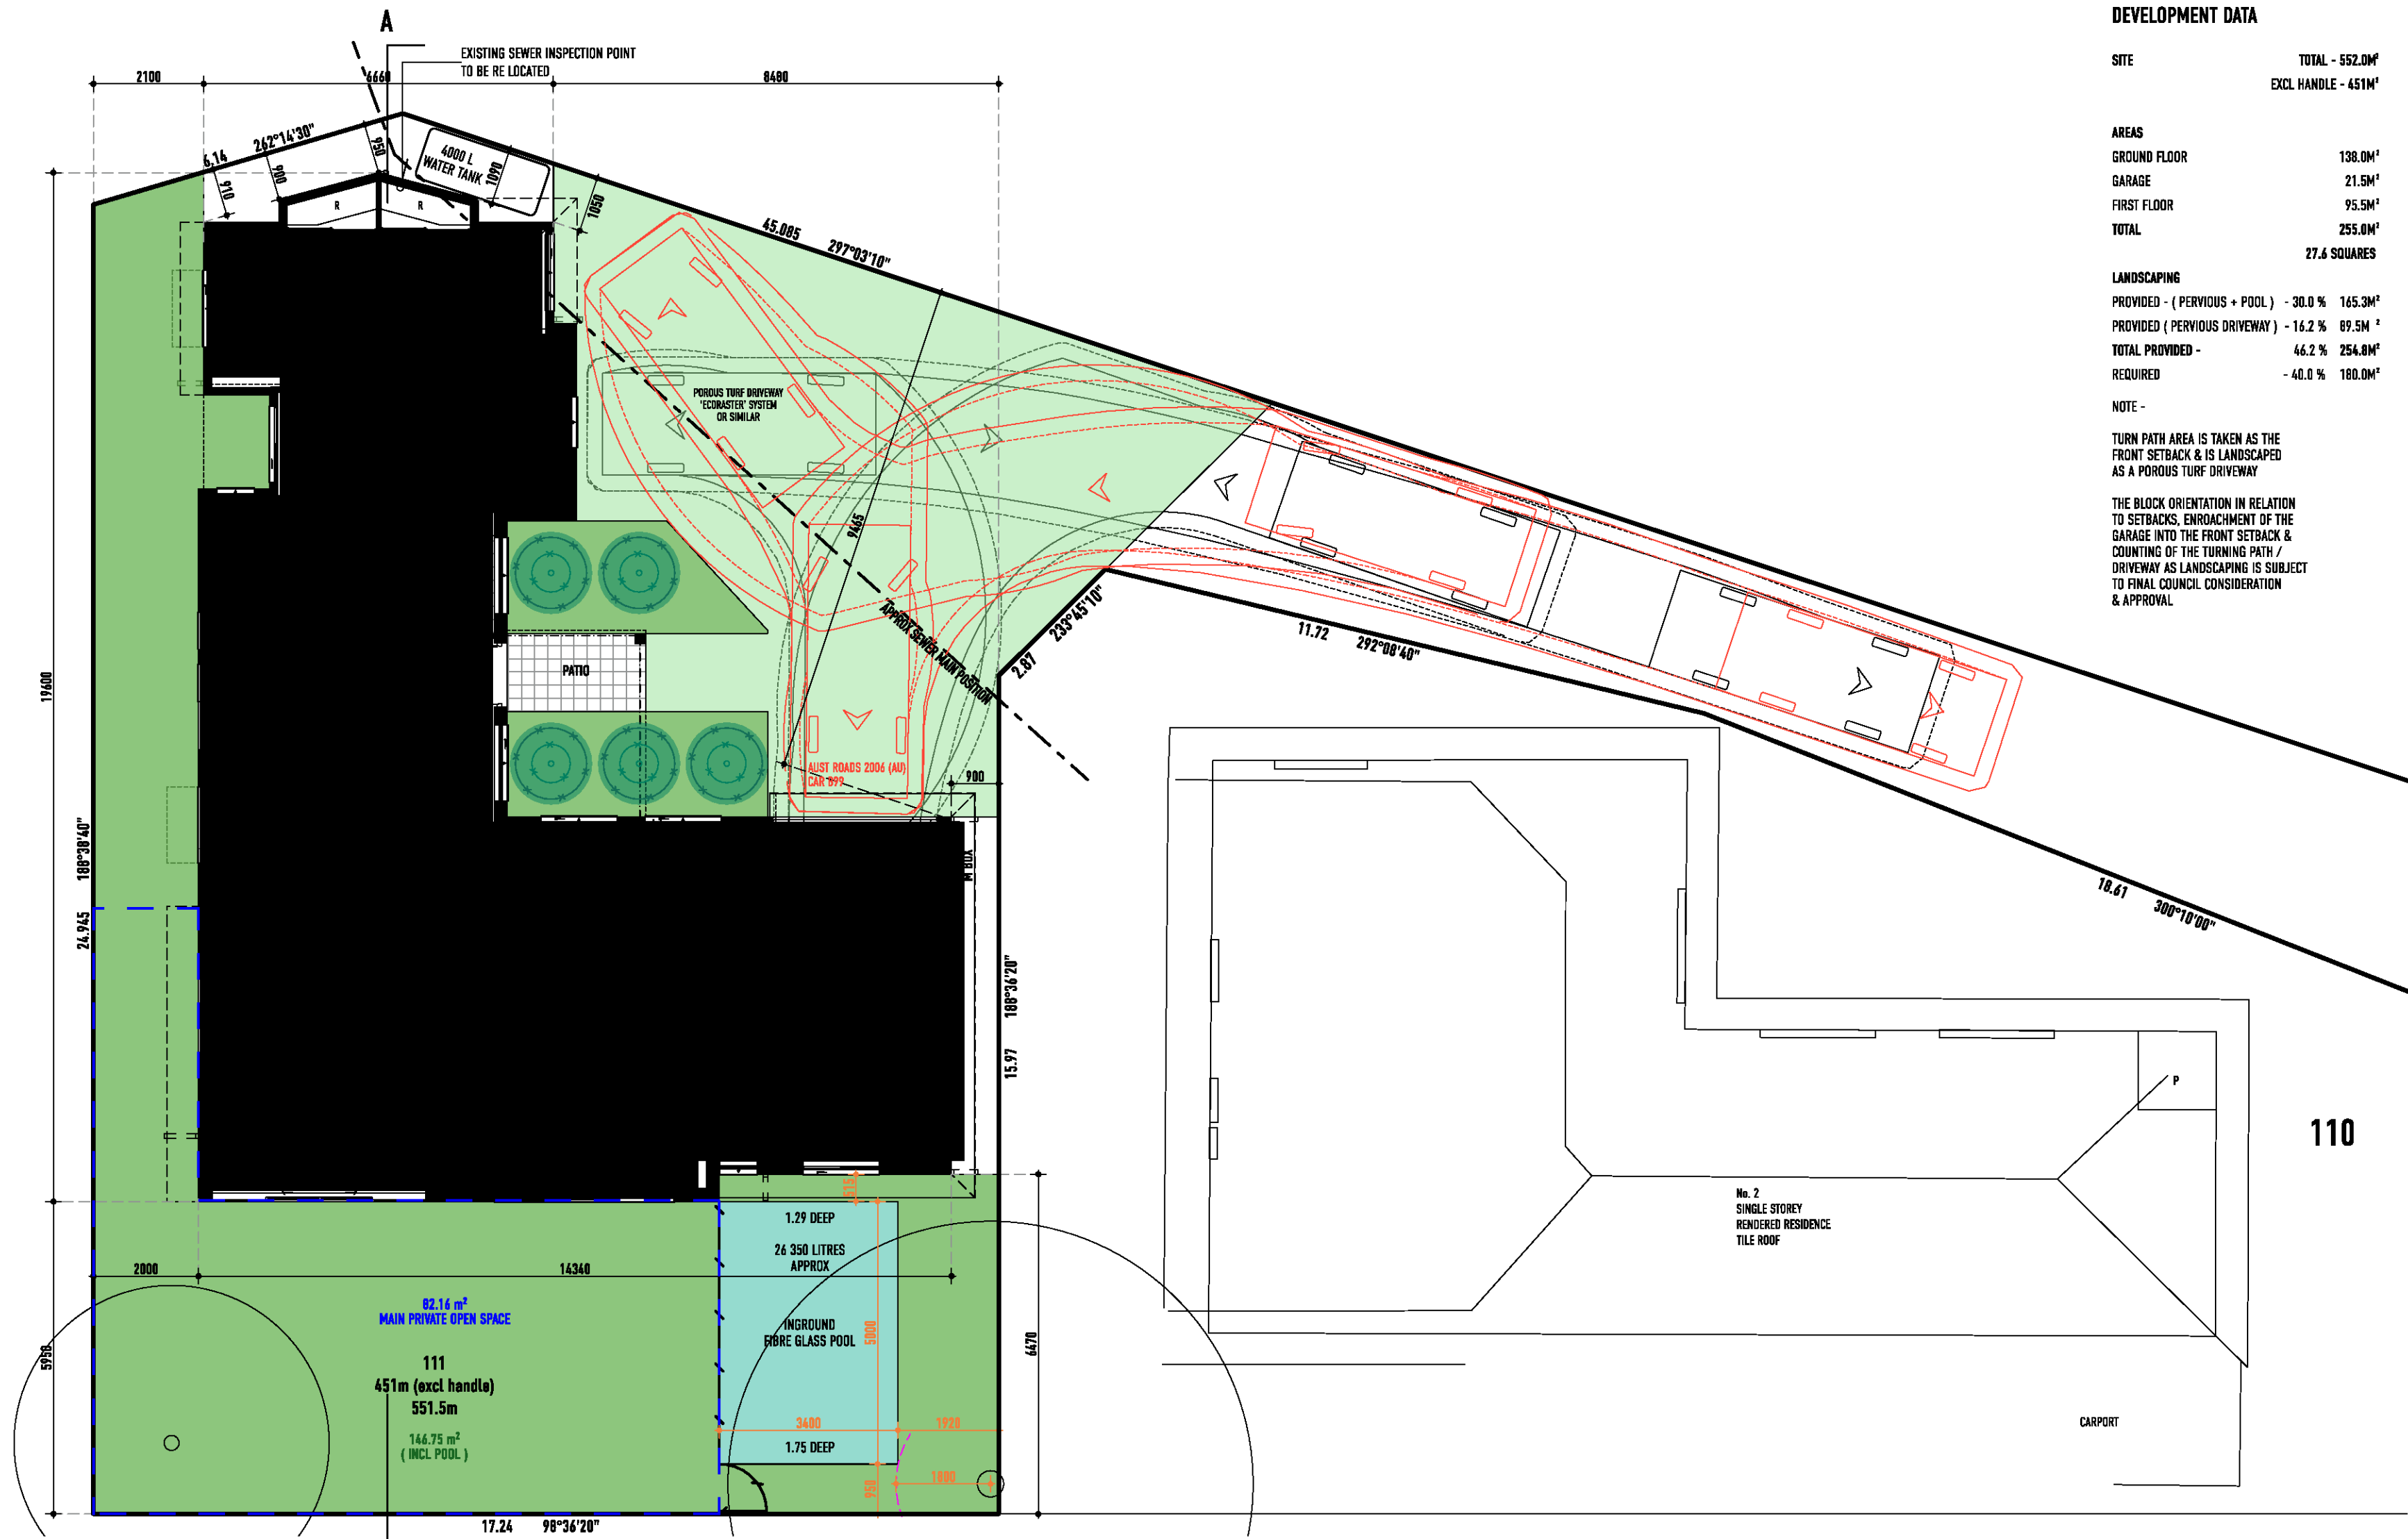 A
EXISTING SEWER INSPECTION POINT
TO BE RE LOCATED
2100
6660
8480
6.14
262°14'30"
950
900
910
4000 L
WATER TANK
1090
1050
R
R
45.085
297°03'10"
POROUS TURF DRIVEWAY
'ECORASTER' SYSTEM
OR SIMILAR
9465
APPROX SEWER MAIN POSITION
233°45'10"
2.87
11.72
292°08'40"
19600
PATIO
AUST ROADS 2006 (AU)
CAR B99
900
M BOX
188°38'40"
24.945
188°36'20"
15.97
18.61
300°10'00"
515
1.29 DEEP
26 350 LITRES
APPROX
2000
14340
82.16 m²
MAIN PRIVATE OPEN SPACE
INGROUND
FIBRE GLASS POOL
5000
6470
5950
111
451m (excl handle)
551.5m
146.75 m²
( INCL POOL )
3400
1920
1.75 DEEP
950
1800
17.24
98°36'20"
No. 2
SINGLE STOREY
RENDERED RESIDENCE
TILE ROOF
P
110
CARPORT
DEVELOPMENT DATA
SITE TOTAL - 552.0M²
EXCL HANDLE - 451M²
AREAS
GROUND FLOOR 138.0M²
GARAGE 21.5M²
FIRST FLOOR 95.5M²
TOTAL 255.0M²
27.6 SQUARES
LANDSCAPING
PROVIDED - ( PERVIOUS + POOL ) - 30.0 % 165.3M²
PROVIDED ( PERVIOUS DRIVEWAY ) - 16.2 % 89.5M ²
TOTAL PROVIDED - 46.2 % 254.8M²
REQUIRED - 40.0 % 180.0M²
NOTE -
TURN PATH AREA IS TAKEN AS THE
FRONT SETBACK & IS LANDSCAPED
AS A POROUS TURF DRIVEWAY
THE BLOCK ORIENTATION IN RELATION
TO SETBACKS, ENROACHMENT OF THE
GARAGE INTO THE FRONT SETBACK &
COUNTING OF THE TURNING PATH /
DRIVEWAY AS LANDSCAPING IS SUBJECT
TO FINAL COUNCIL CONSIDERATION
& APPROVAL